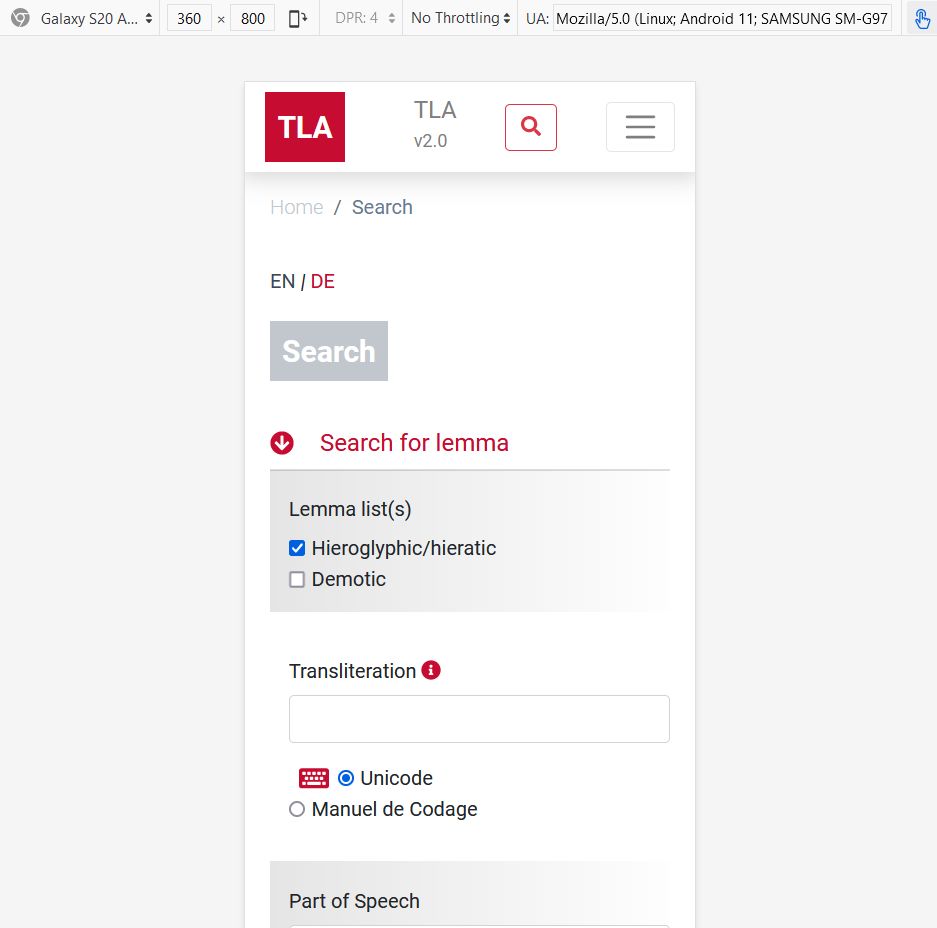 Galaxy S20 A... 360 × 800 DPR: 4 No Throttling UA: Mozilla/5.0 (Linux; Android 11; SAMSUNG SM-G97
TLA TLA
v2.0
Home / Search
EN / DE
Search
Search for lemma
Lemma list(s)
Hieroglyphic/hieratic
Demotic
Transliteration
Unicode
Manuel de Codage
Part of Speech